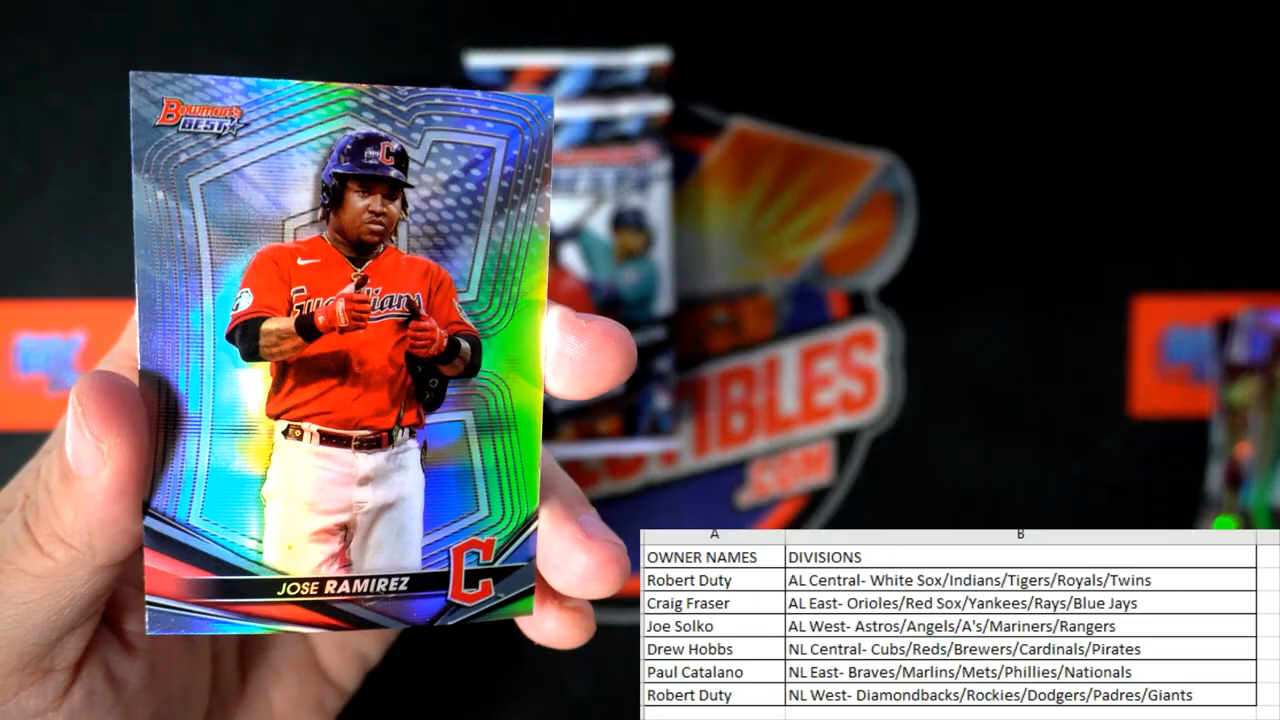 Bowman's
BEST
C
Guardians
JOSE RAMIREZ
C
IBLES
.COM
A B
OWNER NAMES DIVISIONS
Robert Duty AL Central- White Sox/Indians/Tigers/Royals/Twins
Craig Fraser AL East- Orioles/Red Sox/Yankees/Rays/Blue Jays
Joe Solko AL West- Astros/Angels/A's/Mariners/Rangers
Drew Hobbs NL Central- Cubs/Reds/Brewers/Cardinals/Pirates
Paul Catalano NL East- Braves/Marlins/Mets/Phillies/Nationals
Robert Duty NL West- Diamondbacks/Rockies/Dodgers/Padres/Giants